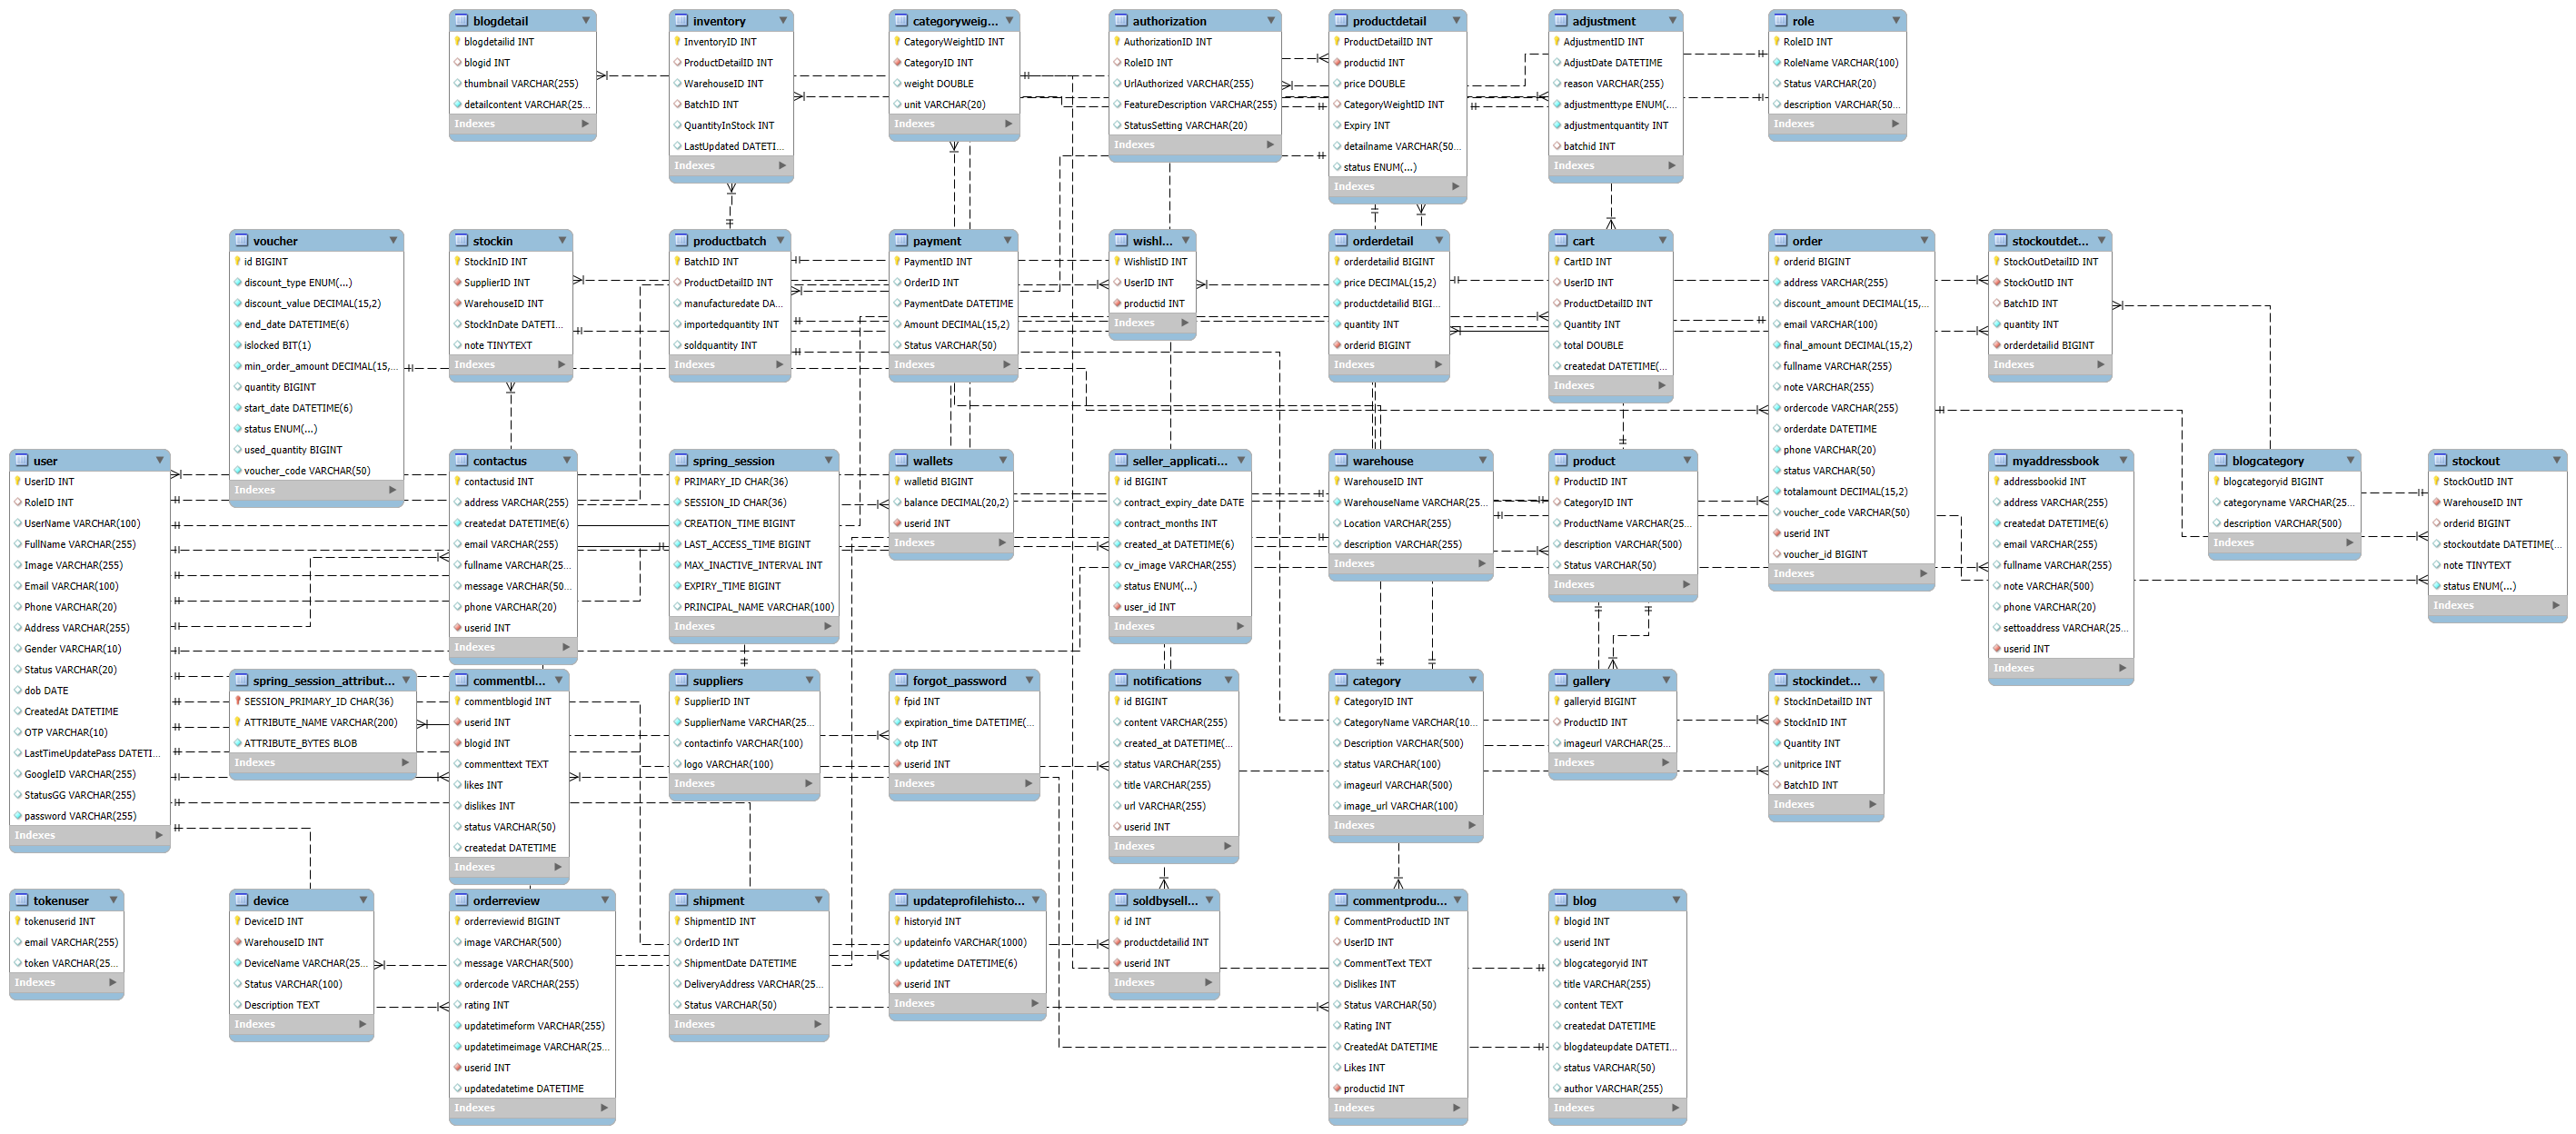 blogdetail
blogdetailid INT
blogid INT
thumbnail VARCHAR(255)
detailcontent VARCHAR(25...
Indexes
inventory
InventoryID INT
ProductDetailID INT
WarehouseID INT
BatchID INT
QuantityInStock INT
LastUpdated DATETI...
Indexes
categoryweig...
CategoryWeightID INT
CategoryID INT
weight DOUBLE
unit VARCHAR(20)
Indexes
authorization
AuthorizationID INT
RoleID INT
UrlAuthorized VARCHAR(255)
FeatureDescription VARCHAR(255)
StatusSetting VARCHAR(20)
Indexes
productdetail
ProductDetailID INT
productid INT
price DOUBLE
CategoryWeightID INT
Expiry INT
detailname VARCHAR(50...
status ENUM(...)
Indexes
adjustment
AdjustmentID INT
AdjustDate DATETIME
reason VARCHAR(255)
adjustmenttype ENUM(...
adjustmentquantity INT
batchid INT
Indexes
role
RoleID INT
RoleName VARCHAR(100)
Status VARCHAR(20)
description VARCHAR(50...
Indexes
voucher
id BIGINT
discount_type ENUM(...)
discount_value DECIMAL(15,2)
end_date DATETIME(6)
islocked BIT(1)
min_order_amount DECIMAL(15,...
quantity BIGINT
start_date DATETIME(6)
status ENUM(...)
used_quantity BIGINT
voucher_code VARCHAR(50)
Indexes
stockin
StockInID INT
SupplierID INT
WarehouseID INT
StockInDate DATETI...
note TINYTEXT
Indexes
productbatch
BatchID INT
ProductDetailID INT
manufacturedate DA...
importedquantity INT
soldquantity INT
Indexes
payment
PaymentID INT
OrderID INT
PaymentDate DATETIME
Amount DECIMAL(15,2)
Status VARCHAR(50)
Indexes
wishl...
WishlistID INT
UserID INT
productid INT
Indexes
orderdetail
orderdetailid BIGINT
price DECIMAL(15,2)
productdetailid BIGI...
quantity INT
orderid BIGINT
Indexes
cart
CartID INT
UserID INT
ProductDetailID INT
Quantity INT
total DOUBLE
createdat DATETIME(...
Indexes
order
orderid BIGINT
address VARCHAR(255)
discount_amount DECIMAL(15,...
email VARCHAR(100)
final_amount DECIMAL(15,2)
fullname VARCHAR(255)
note VARCHAR(255)
ordercode VARCHAR(255)
orderdate DATETIME
phone VARCHAR(20)
status VARCHAR(50)
totalamount DECIMAL(15,2)
voucher_code VARCHAR(50)
userid INT
voucher_id BIGINT
Indexes
stockoutdet...
StockOutDetailID INT
StockOutID INT
BatchID INT
quantity INT
orderdetailid BIGINT
Indexes
user
UserID INT
RoleID INT
UserName VARCHAR(100)
FullName VARCHAR(255)
Image VARCHAR(255)
Email VARCHAR(100)
Phone VARCHAR(20)
Address VARCHAR(255)
Gender VARCHAR(10)
Status VARCHAR(20)
dob DATE
CreatedAt DATETIME
OTP VARCHAR(10)
LastTimeUpdatePass DATETI...
GoogleID VARCHAR(255)
StatusGG VARCHAR(255)
password VARCHAR(255)
Indexes
contactus
contactusid INT
address VARCHAR(255)
createdat DATETIME(6)
email VARCHAR(255)
fullname VARCHAR(25...
message VARCHAR(50...
phone VARCHAR(20)
userid INT
Indexes
spring_session
PRIMARY_ID CHAR(36)
SESSION_ID CHAR(36)
CREATION_TIME BIGINT
LAST_ACCESS_TIME BIGINT
MAX_INACTIVE_INTERVAL INT
EXPIRY_TIME BIGINT
PRINCIPAL_NAME VARCHAR(100)
Indexes
wallets
walletid BIGINT
balance DECIMAL(20,2)
userid INT
Indexes
seller_applicati...
id BIGINT
contract_expiry_date DATE
contract_months INT
created_at DATETIME(6)
cv_image VARCHAR(255)
status ENUM(...)
user_id INT
Indexes
warehouse
WarehouseID INT
WarehouseName VARCHAR(25...
Location VARCHAR(255)
description VARCHAR(255)
Indexes
product
ProductID INT
CategoryID INT
ProductName VARCHAR(25...
description VARCHAR(500)
Status VARCHAR(50)
Indexes
myaddressbook
addressbookid INT
address VARCHAR(255)
createdat DATETIME(6)
email VARCHAR(255)
fullname VARCHAR(255)
note VARCHAR(500)
phone VARCHAR(20)
settoaddress VARCHAR(25...
userid INT
Indexes
blogcategory
blogcategoryid BIGINT
categoryname VARCHAR(25...
description VARCHAR(500)
Indexes
stockout
StockOutID INT
WarehouseID INT
orderid BIGINT
stockoutdate DATETIME(...
note TINYTEXT
status ENUM(...)
Indexes
spring_session_attribut...
SESSION_PRIMARY_ID CHAR(36)
ATTRIBUTE_NAME VARCHAR(200)
ATTRIBUTE_BYTES BLOB
Indexes
commentbl...
commentblogid INT
userid INT
blogid INT
commenttext TEXT
likes INT
dislikes INT
status VARCHAR(50)
createdat DATETIME
Indexes
suppliers
SupplierID INT
SupplierName VARCHAR(25...
contactinfo VARCHAR(100)
logo VARCHAR(100)
Indexes
forgot_password
fpid INT
expiration_time DATETIME(...
otp INT
userid INT
Indexes
notifications
id BIGINT
content VARCHAR(255)
created_at DATETIME(...
status VARCHAR(255)
title VARCHAR(255)
url VARCHAR(255)
userid INT
Indexes
category
CategoryID INT
CategoryName VARCHAR(10...
Description VARCHAR(500)
status VARCHAR(100)
imageurl VARCHAR(500)
image_url VARCHAR(100)
Indexes
gallery
galleryid BIGINT
ProductID INT
imageurl VARCHAR(25...
Indexes
stockindet...
StockInDetailID INT
StockInID INT
Quantity INT
unitprice INT
BatchID INT
Indexes
tokenuser
tokenuserid INT
email VARCHAR(255)
token VARCHAR(25...
Indexes
device
DeviceID INT
WarehouseID INT
DeviceName VARCHAR(25...
Status VARCHAR(100)
Description TEXT
Indexes
orderreview
orderreviewid BIGINT
image VARCHAR(500)
message VARCHAR(500)
ordercode VARCHAR(255)
rating INT
updatetimeform VARCHAR(255)
updatetimeimage VARCHAR(25...
userid INT
updatedatetime DATETIME
Indexes
shipment
ShipmentID INT
OrderID INT
ShipmentDate DATETIME
DeliveryAddress VARCHAR(25...
Status VARCHAR(50)
Indexes
updateprofilehisto...
historyid INT
updateinfo VARCHAR(1000)
updatetime DATETIME(6)
userid INT
Indexes
soldbysell...
id INT
productdetailid INT
userid INT
Indexes
commentprodu...
CommentProductID INT
UserID INT
CommentText TEXT
Dislikes INT
Status VARCHAR(50)
Rating INT
CreatedAt DATETIME
Likes INT
productid INT
Indexes
blog
blogid INT
userid INT
blogcategoryid INT
title VARCHAR(255)
content TEXT
createdat DATETIME
blogdateupdate DATETI...
status VARCHAR(50)
author VARCHAR(255)
Indexes